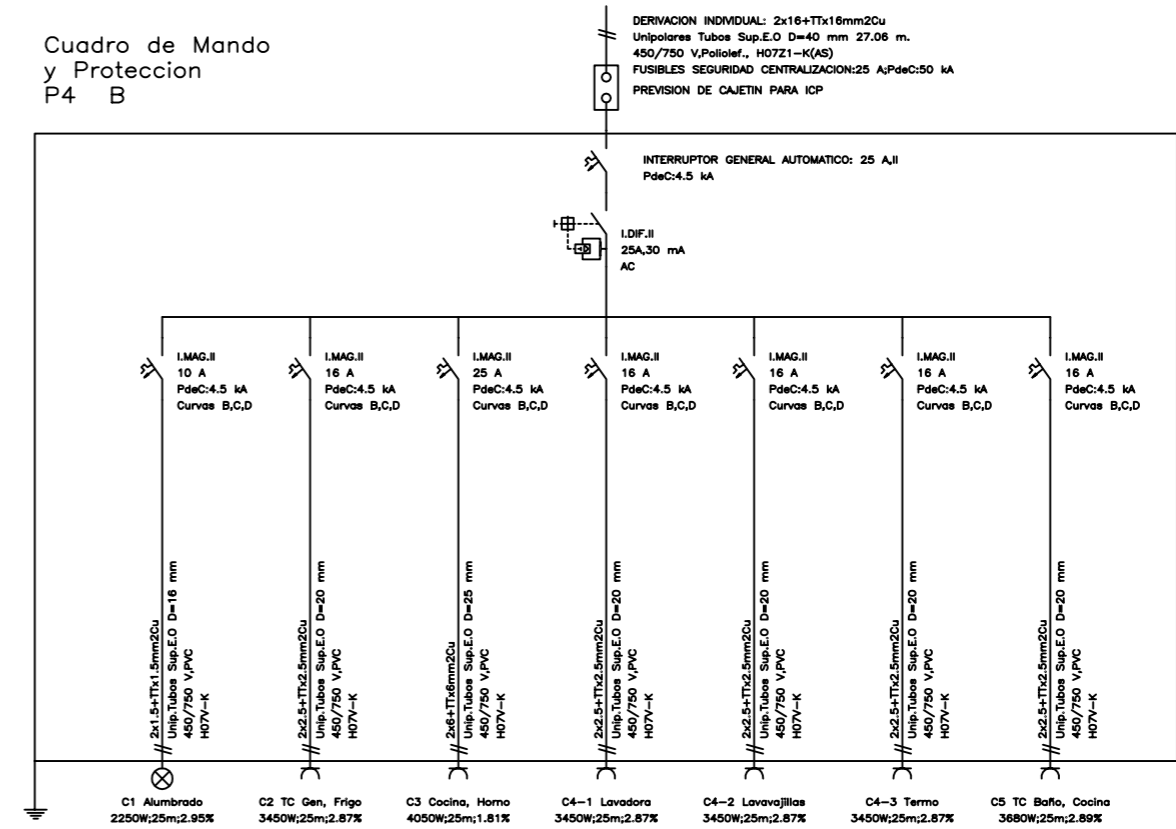 Cuadro de Mando
y Proteccion
P4 B
DERIVACION INDIVIDUAL: 2x16+TTx16mm2Cu
Unipolares Tubos Sup.E.O D=40 mm 27.06 m.
450/750 V,Poliolef., H07Z1-K(AS)
FUSIBLES SEGURIDAD CENTRALIZACION:25 A;PdeC:50 kA
PREVISION DE CAJETIN PARA ICP
INTERRUPTOR GENERAL AUTOMATICO: 25 A,II
PdeC:4.5 kA
I.DIF.II
25A,30 mA
AC
I.MAG.II
10 A
PdeC:4.5 kA
Curvas B,C,D
I.MAG.II
16 A
PdeC:4.5 kA
Curvas B,C,D
I.MAG.II
25 A
PdeC:4.5 kA
Curvas B,C,D
I.MAG.II
16 A
PdeC:4.5 kA
Curvas B,C,D
I.MAG.II
16 A
PdeC:4.5 kA
Curvas B,C,D
I.MAG.II
16 A
PdeC:4.5 kA
Curvas B,C,D
I.MAG.II
16 A
PdeC:4.5 kA
Curvas B,C,D
2x1.5+TTx1.5mm2Cu
Unip.Tubos Sup.E.O D=16 mm
450/750 V,PVC
H07V-K
2x2.5+TTx2.5mm2Cu
Unip.Tubos Sup.E.O D=20 mm
450/750 V,PVC
H07V-K
2x6+TTx6mm2Cu
Unip.Tubos Sup.E.O D=25 mm
450/750 V,PVC
H07V-K
2x2.5+TTx2.5mm2Cu
Unip.Tubos Sup.E.O D=20 mm
450/750 V,PVC
H07V-K
2x2.5+TTx2.5mm2Cu
Unip.Tubos Sup.E.O D=20 mm
450/750 V,PVC
H07V-K
2x2.5+TTx2.5mm2Cu
Unip.Tubos Sup.E.O D=20 mm
450/750 V,PVC
H07V-K
2x2.5+TTx2.5mm2Cu
Unip.Tubos Sup.E.O D=20 mm
450/750 V,PVC
H07V-K
C1 Alumbrado
2250W;25m;2.95%
C2 TC Gen, Frigo
3450W;25m;2.87%
C3 Cocina, Horno
4050W;25m;1.81%
C4-1 Lavadora
3450W;25m;2.87%
C4-2 Lavavajillas
3450W;25m;2.87%
C4-3 Termo
3450W;25m;2.87%
C5 TC Baño, Cocina
3680W;25m;2.89%